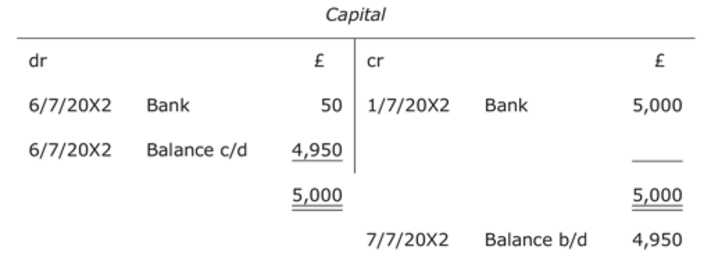 Capital
dr £ cr £
6/7/20X2 Bank 50 1/7/20X2 Bank 5,000
6/7/20X2 Balance c/d 4,950
5,000 5,000
7/7/20X2 Balance b/d 4,950